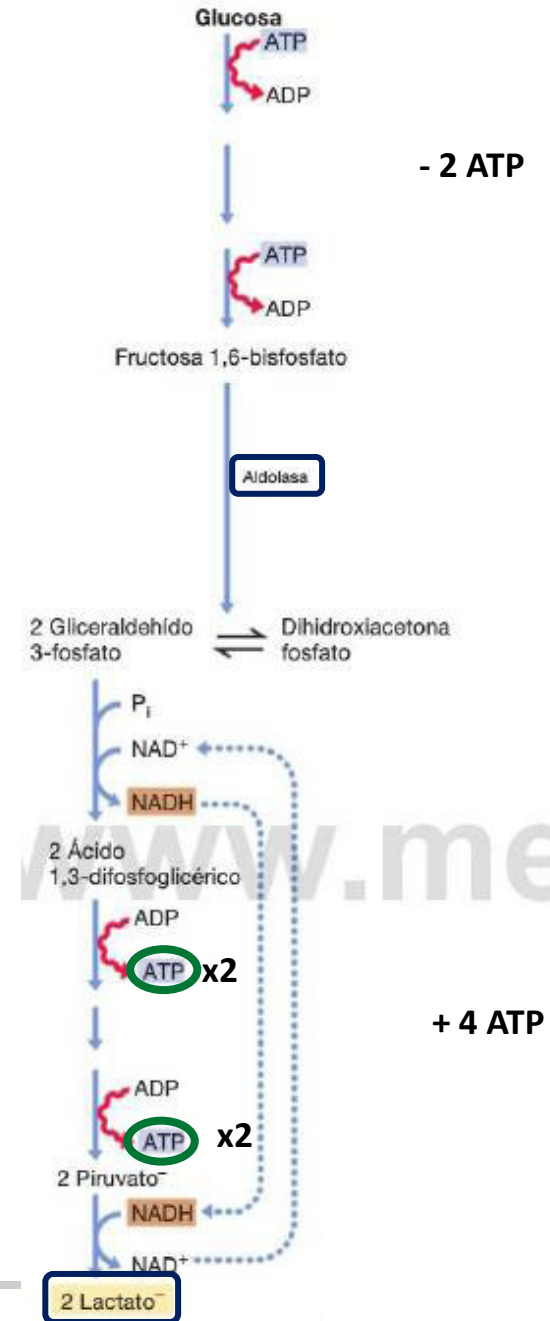 Glucosa
ATP
ADP
- 2 ATP
ATP
ADP
Fructosa 1,6-bisfosfato
Aldolasa
2 Gliceraldehído
3-fosfato
Dihidroxiacetona
fosfato
Pi
NAD+
NADH
www.me
2 Ácido
1,3-difosfoglicérico
ADP
ATP x2
+ 4 ATP
ADP
ATP x2
2 Piruvato⁻
NADH
NAD+
2 Lactato⁻